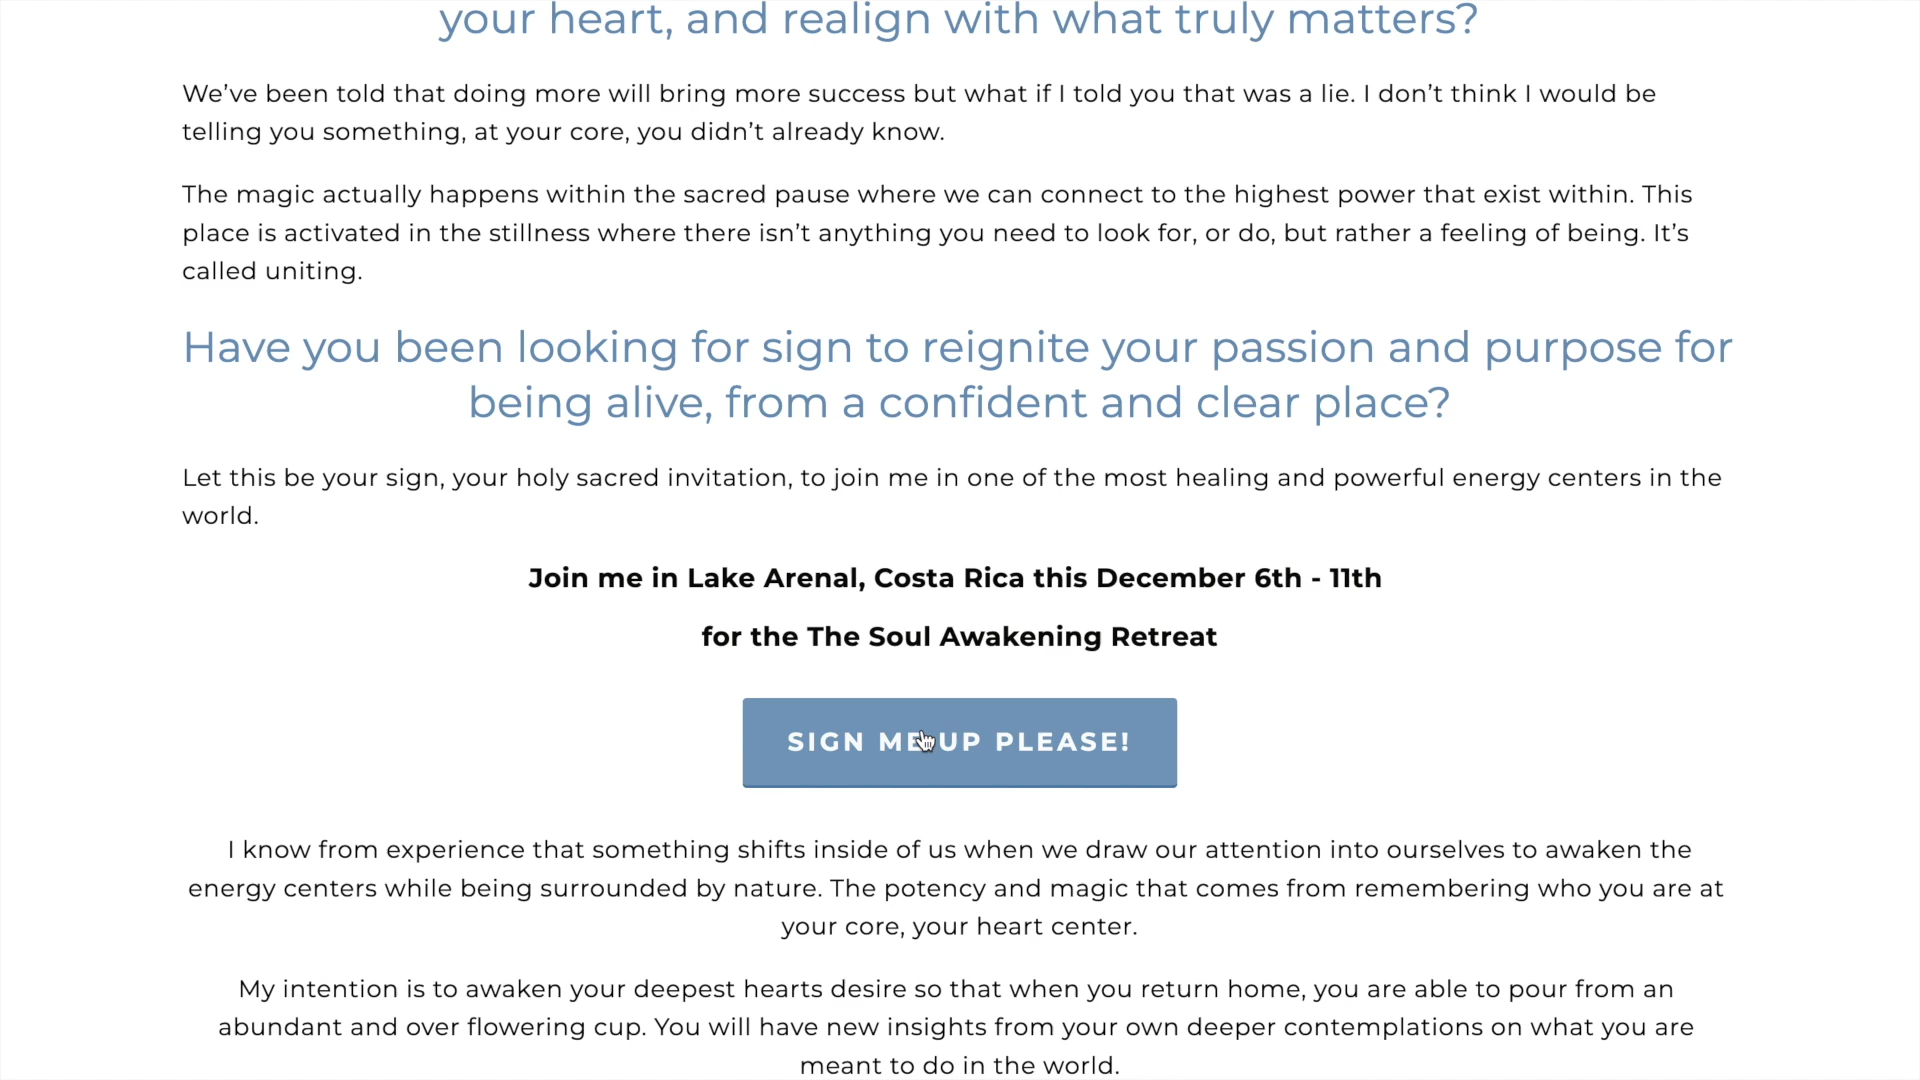 your heart, and realign with what truly matters?
We’ve been told that doing more will bring more success but what if I told you that was a lie. I don’t think I would be
telling you something, at your core, you didn’t already know.
The magic actually happens within the sacred pause where we can connect to the highest power that exist within. This
place is activated in the stillness where there isn’t anything you need to look for, or do, but rather a feeling of being. It’s
called uniting.
Have you been looking for sign to reignite your passion and purpose for
being alive, from a confident and clear place?
Let this be your sign, your holy sacred invitation, to join me in one of the most healing and powerful energy centers in the
world.
Join me in Lake Arenal, Costa Rica this December 6th - 11th
for the The Soul Awakening Retreat
SIGN ME UP PLEASE!
I know from experience that something shifts inside of us when we draw our attention into ourselves to awaken the
energy centers while being surrounded by nature. The potency and magic that comes from remembering who you are at
your core, your heart center.
My intention is to awaken your deepest hearts desire so that when you return home, you are able to pour from an
abundant and over flowering cup. You will have new insights from your own deeper contemplations on what you are
meant to do in the world.